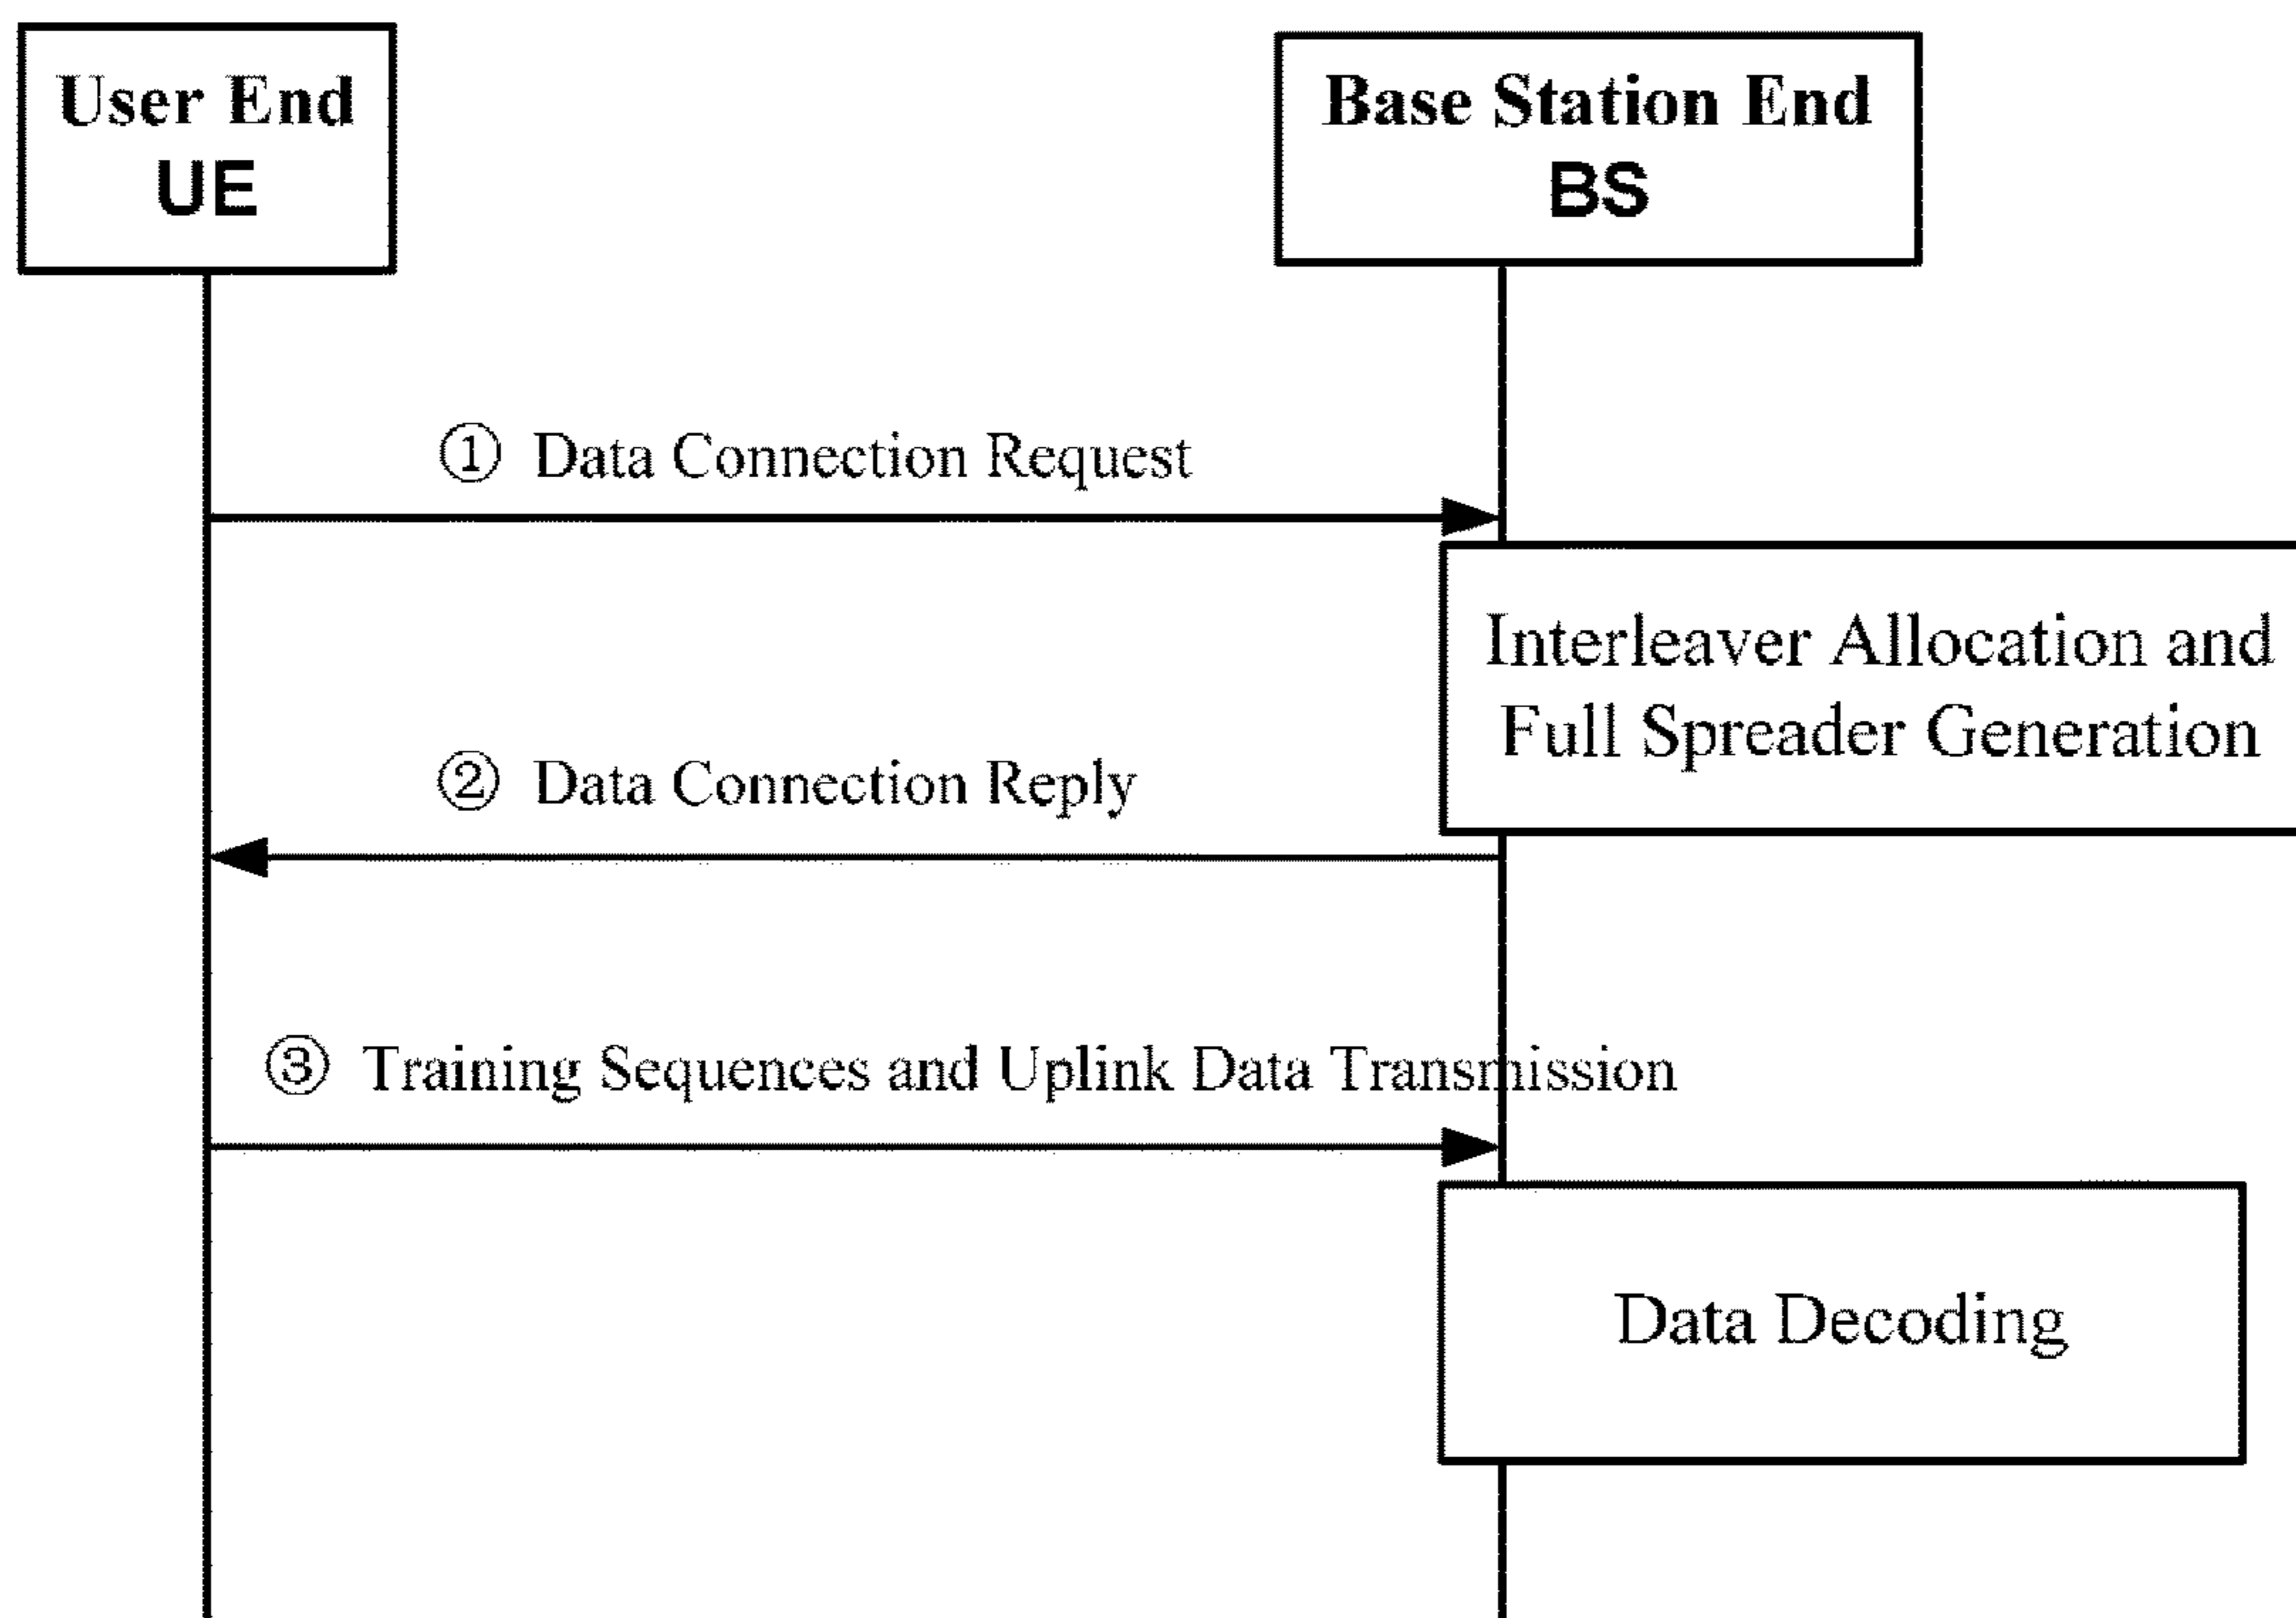 User End
UE
Base Station End
BS
① Data Connection Request
Interleaver Allocation and
Full Spreader Generation
② Data Connection Reply
③ Training Sequences and Uplink Data Transmission
Data Decoding